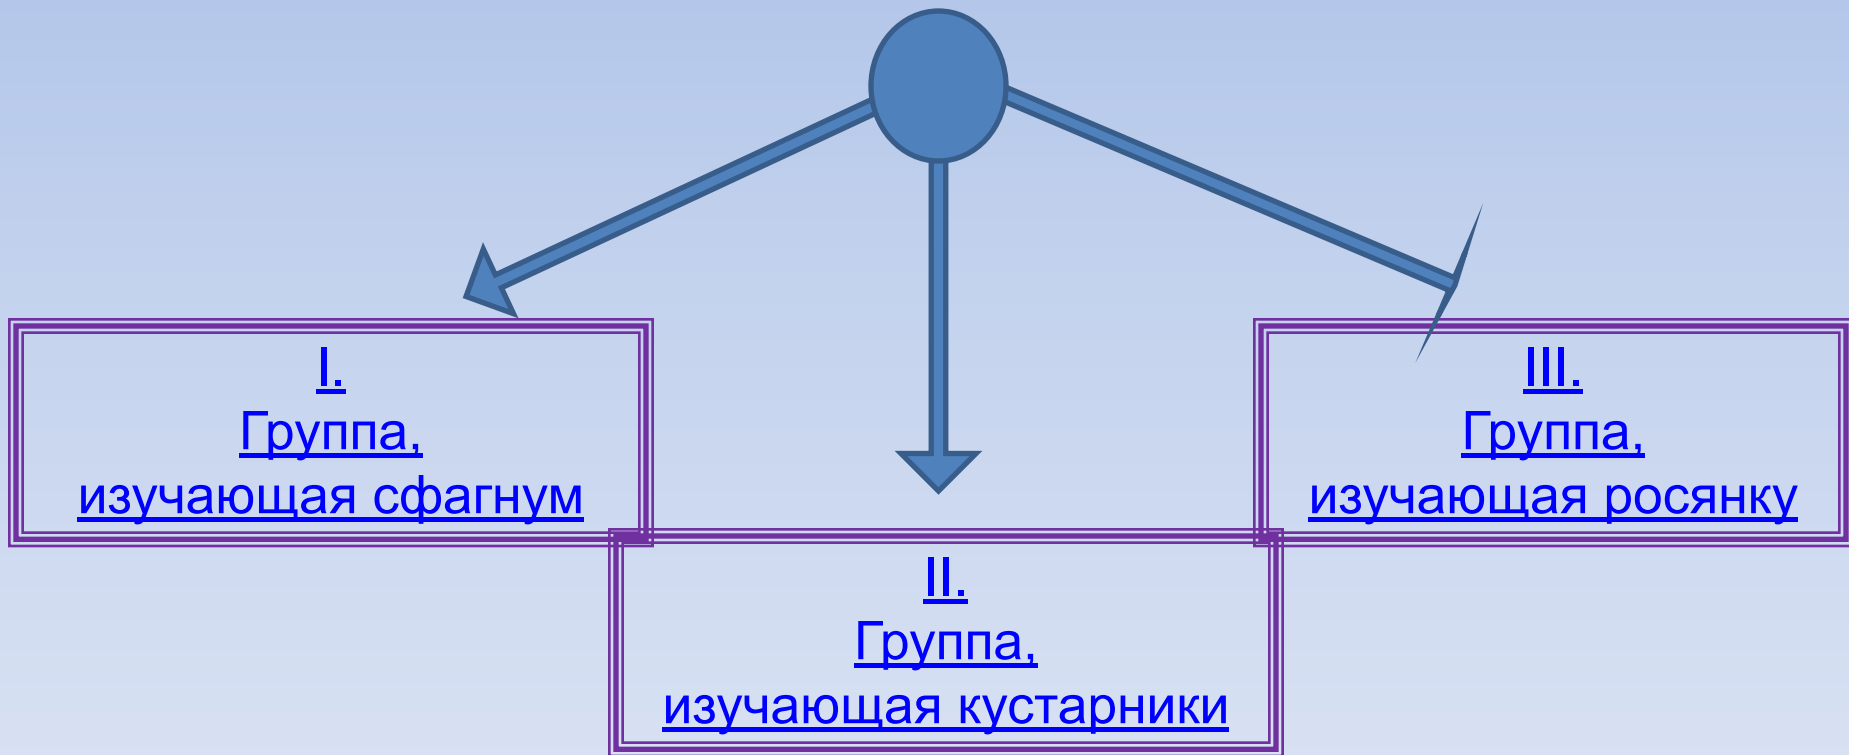 I.
Группа,
изучающая сфагнум
II.
Группа,
изучающая кустарники
III.
Группа,
изучающая росянку